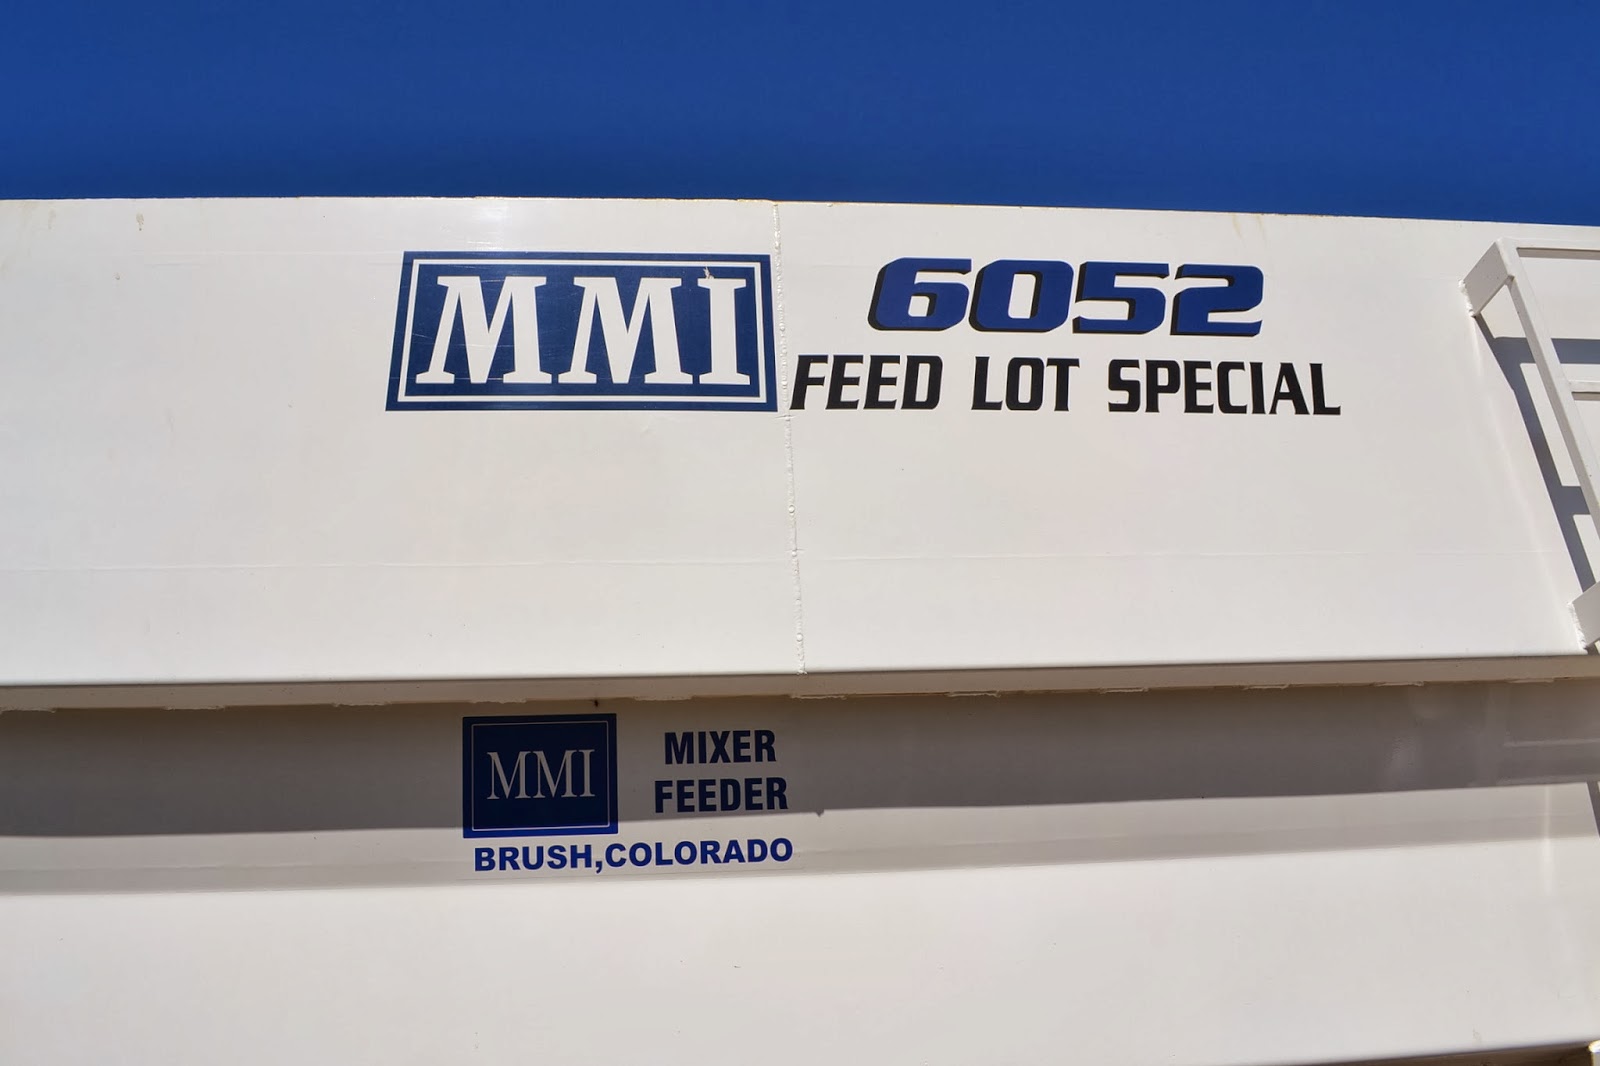 MMI
6052
FEED LOT SPECIAL
MMI
MIXER
FEEDER
BRUSH,COLORADO